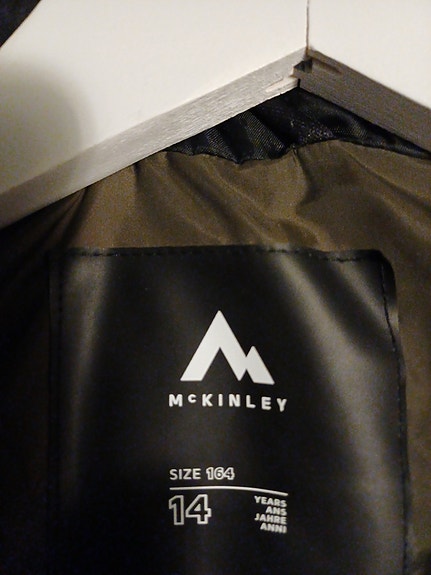 McKINLEY
SIZE 164
14
YEARS
ANS
JAHRE
ANNI